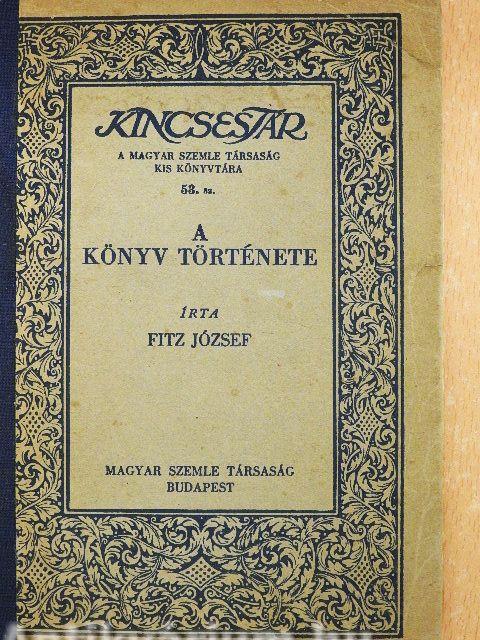 KINCSESTÁR
A MAGYAR SZEMLE TÁRSASÁG
KIS KÖNYVTÁRA
53. sz.
A
KÖNYV TÖRTÉNETE
ÍRTA
FITZ JÓZSEF
MAGYAR SZEMLE TÁRSASÁG
BUDAPEST